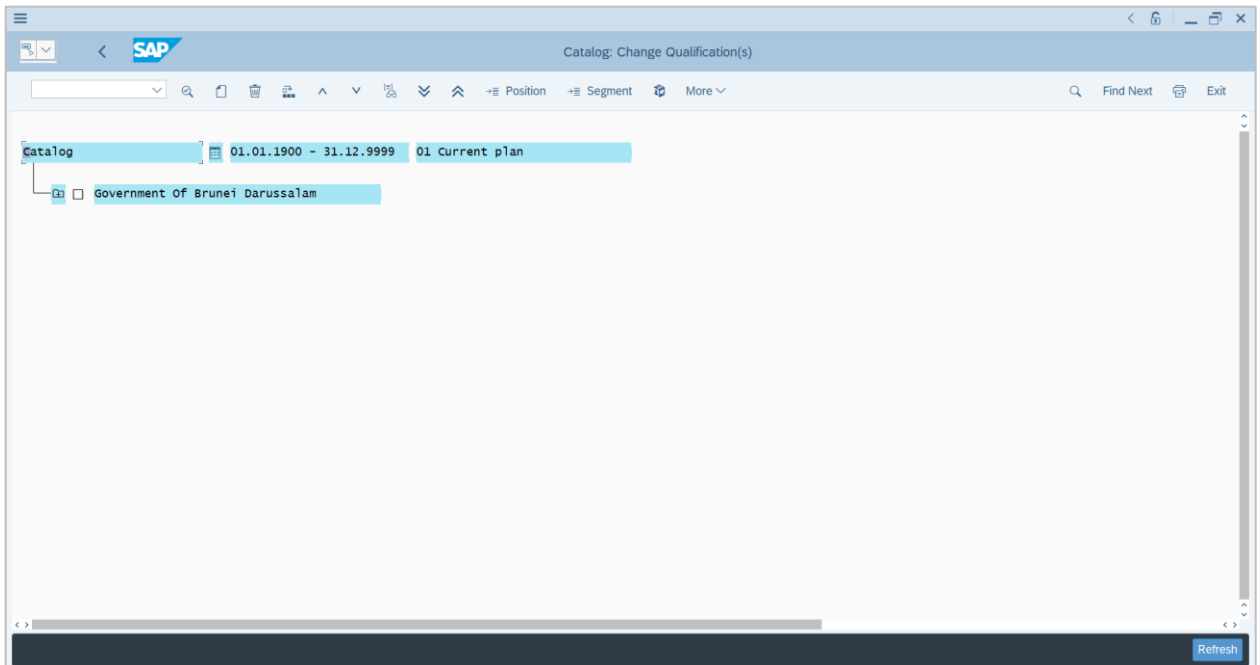 SAP
Catalog: Change Qualification(s)
Position Segment More Find Next Exit
Catalog 01.01.1900 - 31.12.9999 01 Current plan
Government Of Brunei Darussalam
Refresh